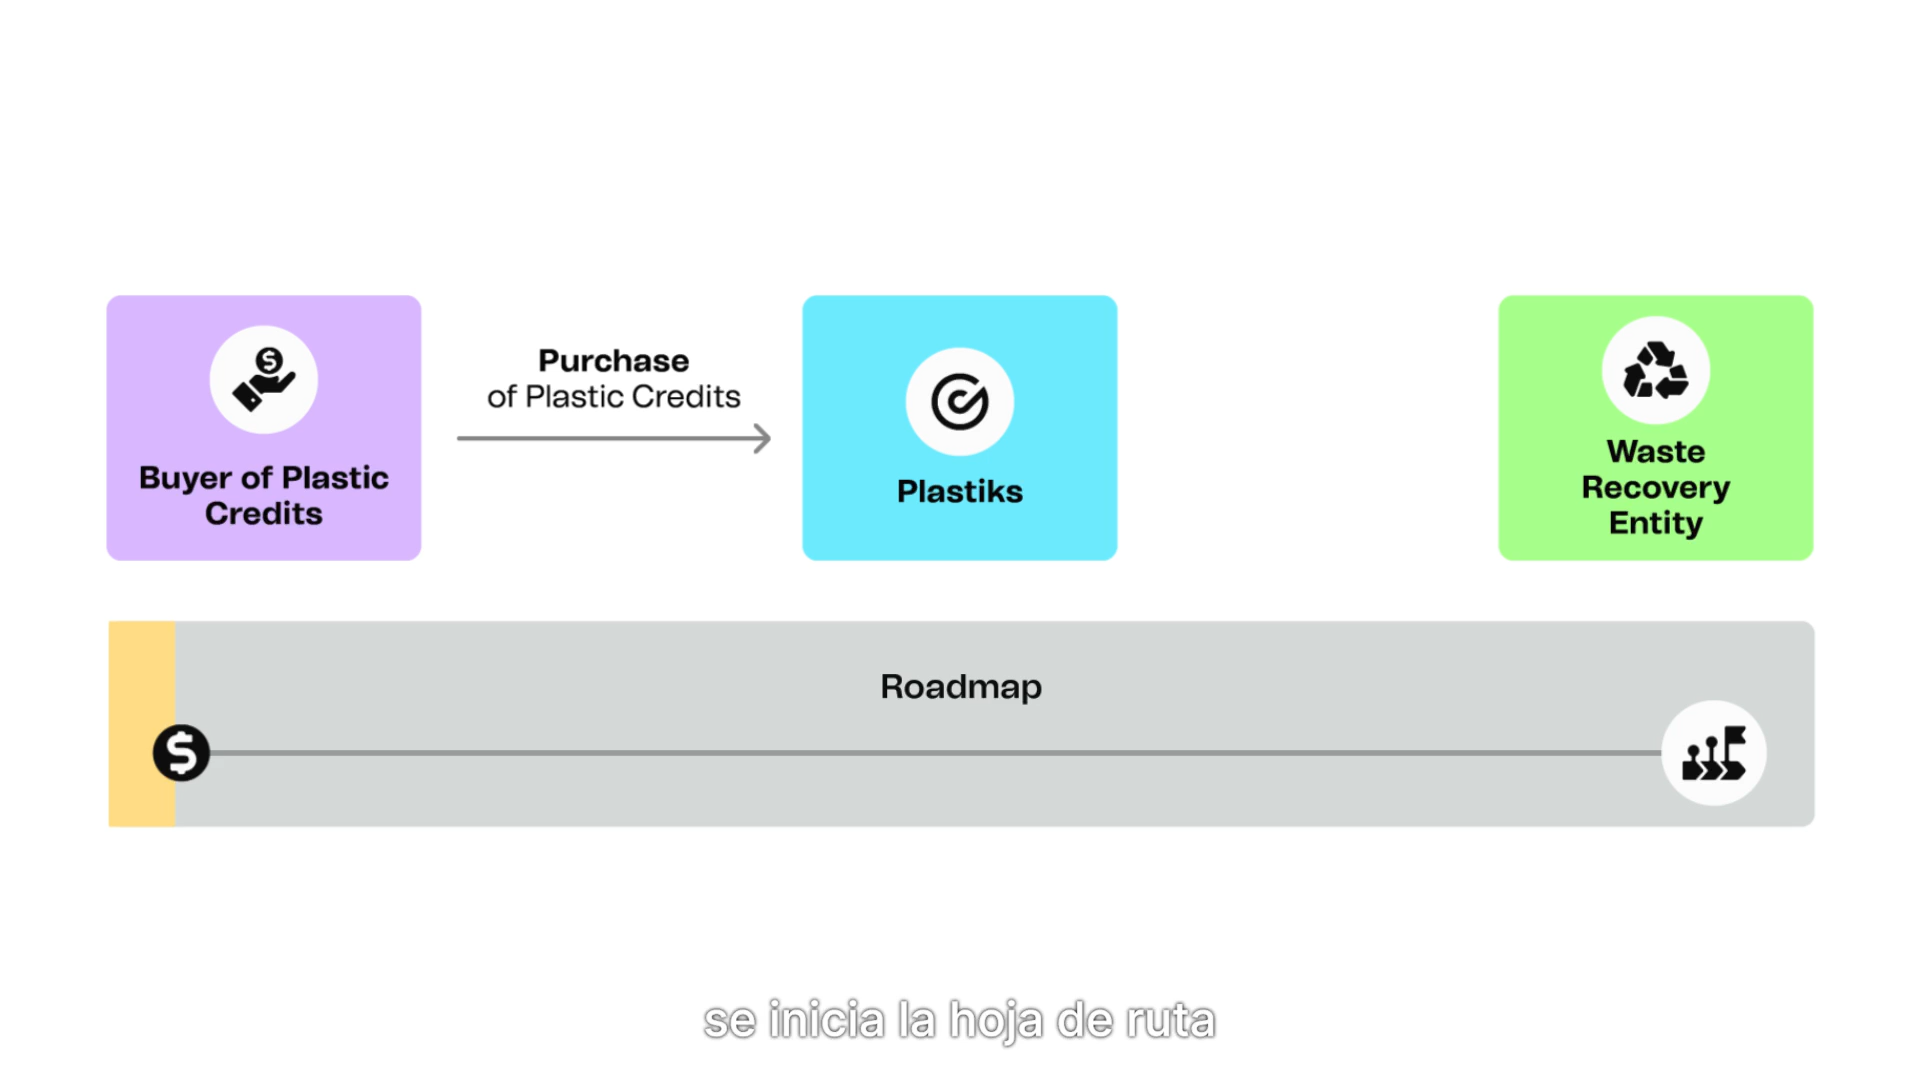 Purchase
of Plastic Credits
Buyer of Plastic
Credits
Plastiks
Waste
Recovery
Entity
Roadmap
se inicia la hoja de ruta